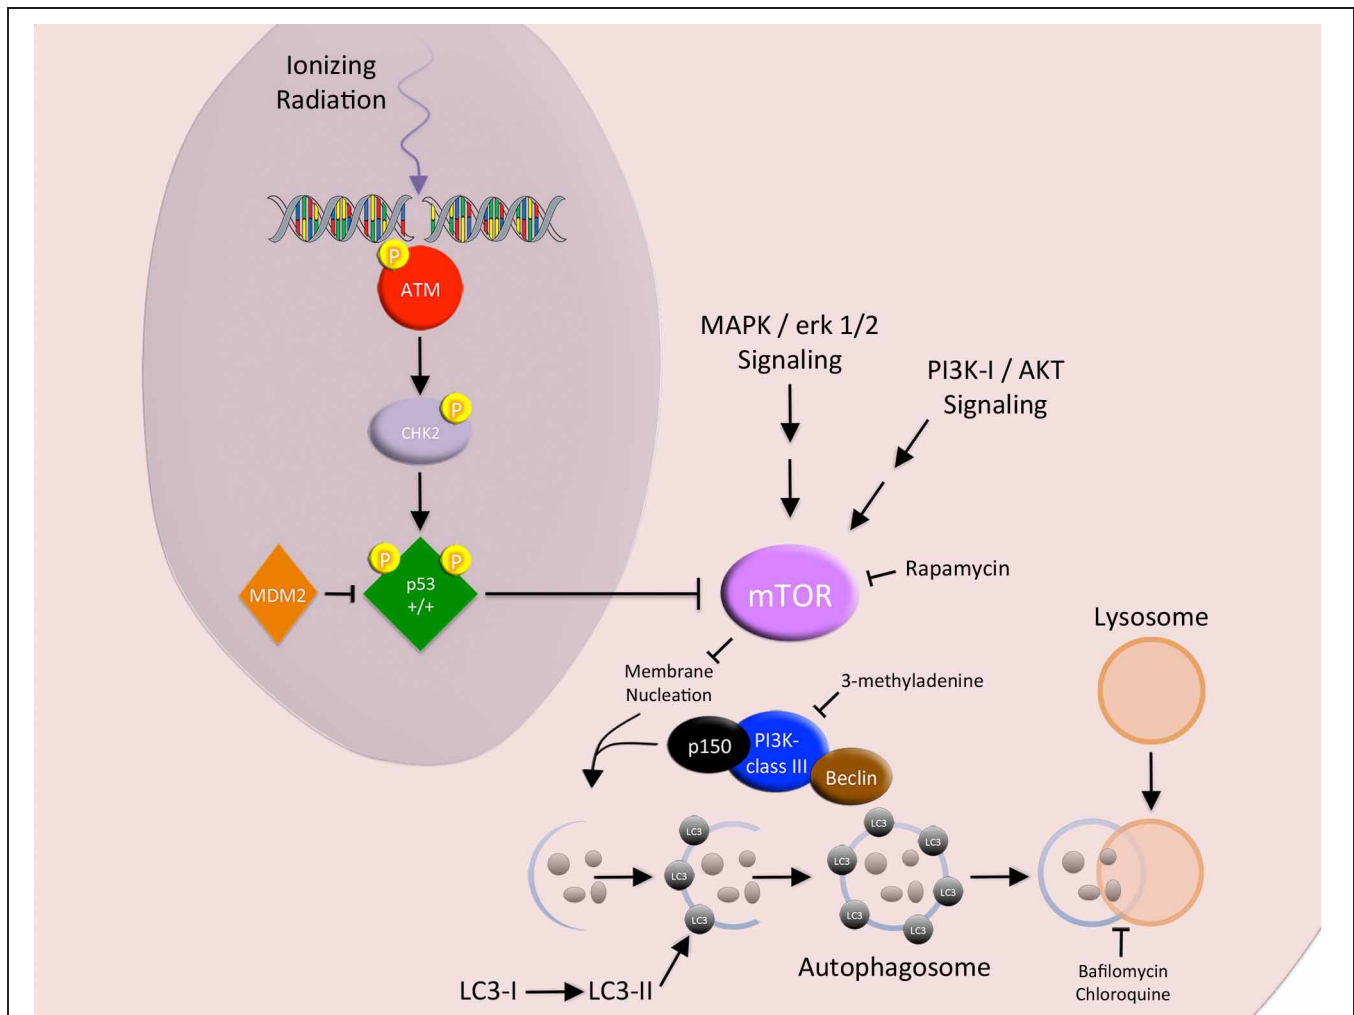 Ionizing
Radiation
P
ATM
P
CHK2
P
P
p53
+/+
MDM2
MAPK / erk 1/2
Signaling
PI3K-I / AKT
Signaling
mTOR
Rapamycin
Membrane
Nucleation
3-methyladenine
p150
PI3K-
class III
Beclin
Lysosome
LC3
LC3
LC3
LC3
LC3
LC3
LC3
LC3
LC3
Autophagosome
LC3-I
LC3-II
Bafilomycin
Chloroquine